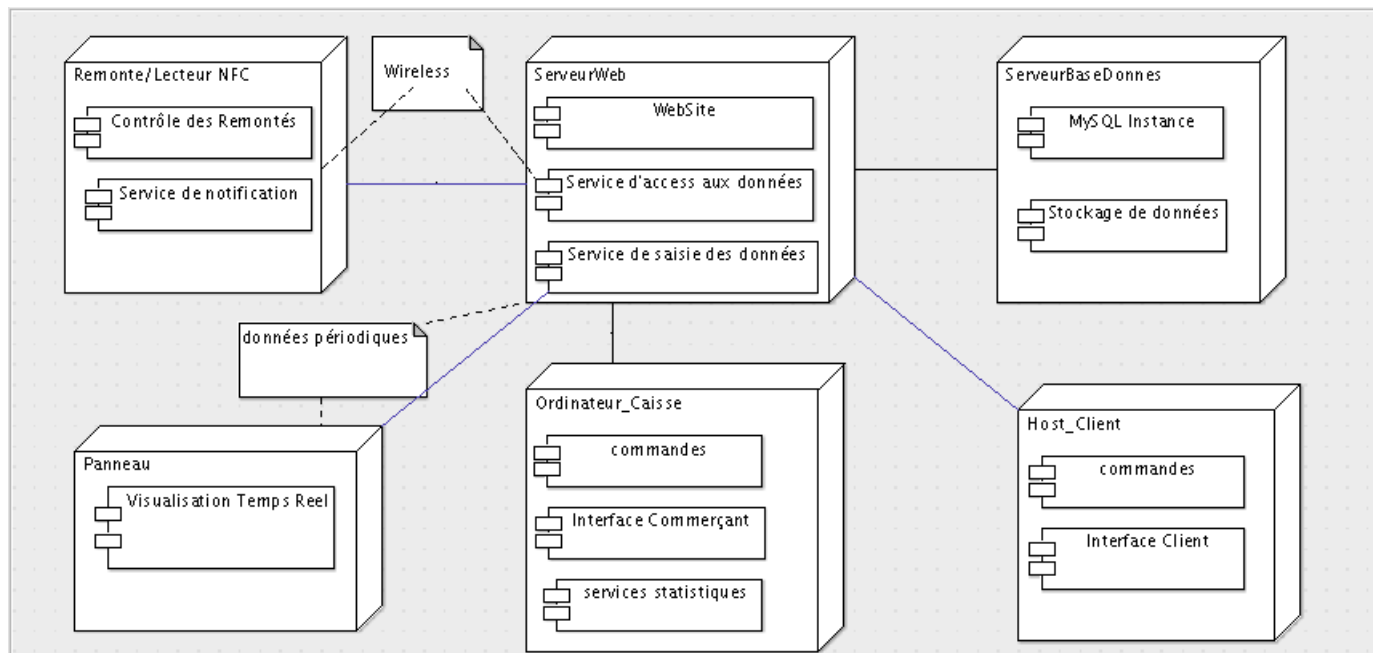 Remonte/Lecteur NFC
Contrôle des Remontés
Service de notification
Wireless
ServeurWeb
WebSite
Service d'access aux données
Service de saisie des données
ServeurBaseDonnes
MySQL Instance
Stockage de données
données périodiques
Panneau
Visualisation Temps Reel
Ordinateur_Caisse
commandes
Interface Commerçant
services statistiques
Host_Client
commandes
Interface Client